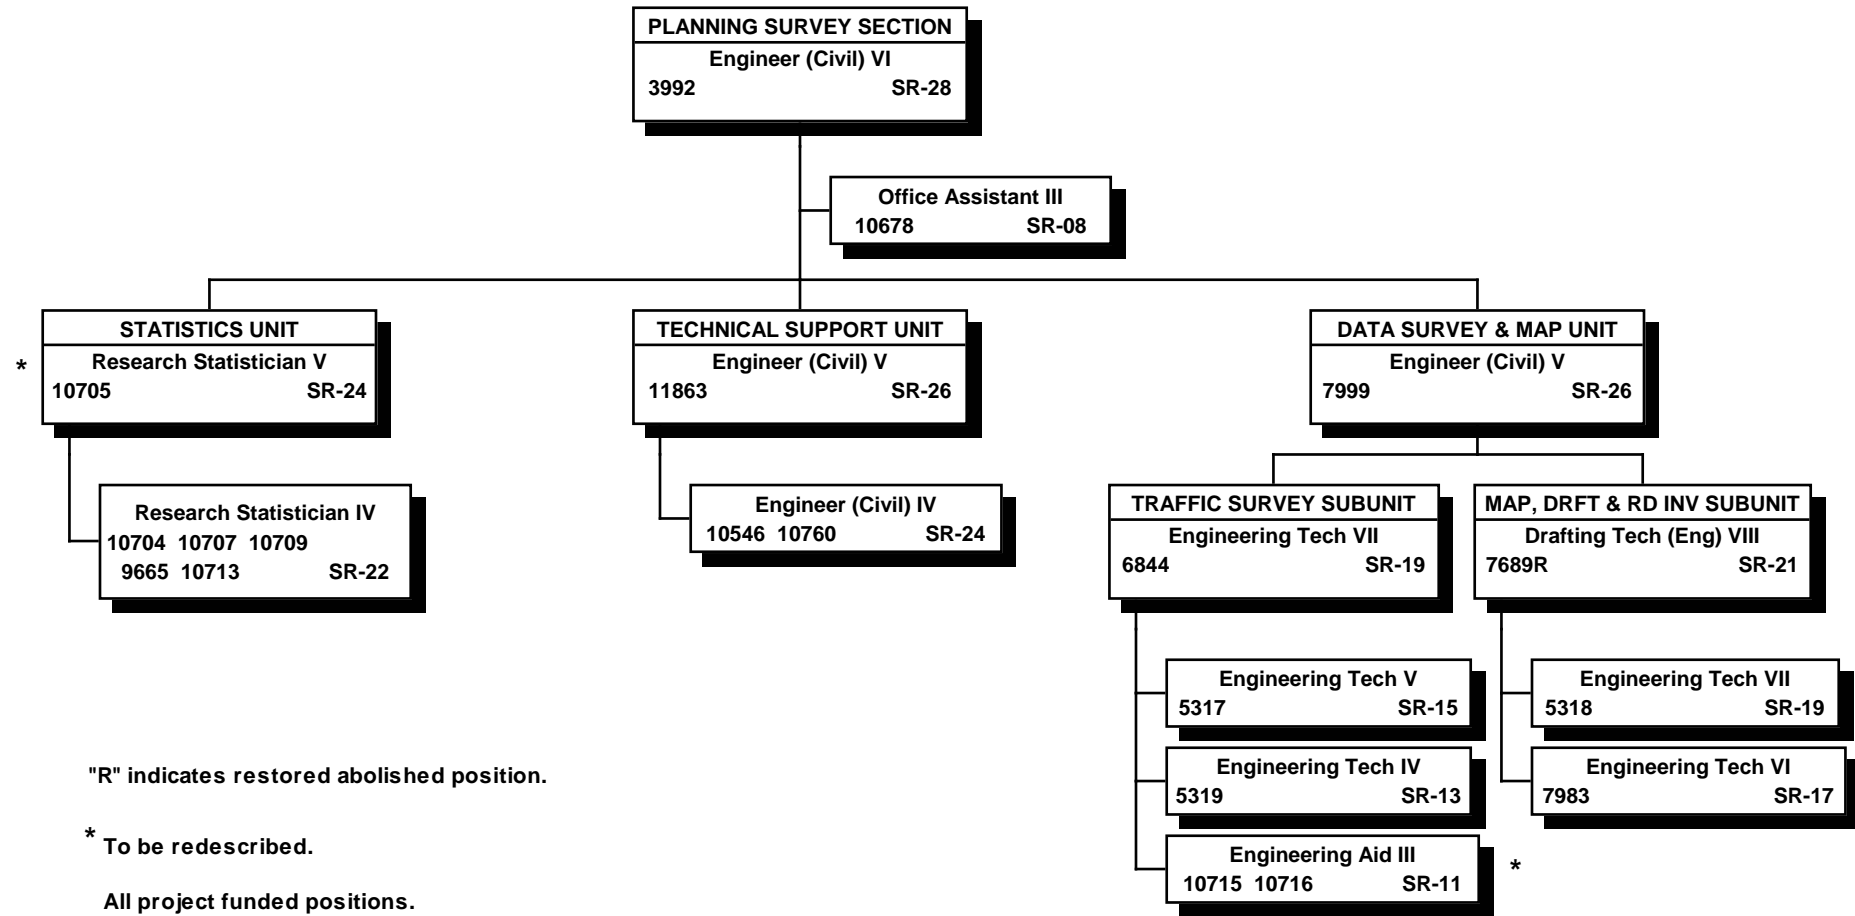 PLANNING SURVEY SECTION
Engineer (Civil) VI
3992 SR-28
Office Assistant III
10678 SR-08
STATISTICS UNIT
* Research Statistician V
10705 SR-24
Research Statistician IV
10704 10707 10709
9665 10713 SR-22
TECHNICAL SUPPORT UNIT
Engineer (Civil) V
11863 SR-26
Engineer (Civil) IV
10546 10760 SR-24
DATA SURVEY & MAP UNIT
Engineer (Civil) V
7999 SR-26
TRAFFIC SURVEY SUBUNIT
Engineering Tech VII
6844 SR-19
Engineering Tech V
5317 SR-15
Engineering Tech IV
5319 SR-13
Engineering Aid III
10715 10716 SR-11 *
MAP, DRFT & RD INV SUBUNIT
Drafting Tech (Eng) VIII
7689R SR-21
Engineering Tech VII
5318 SR-19
Engineering Tech VI
7983 SR-17
"R" indicates restored abolished position.
* To be redescribed.
All project funded positions.